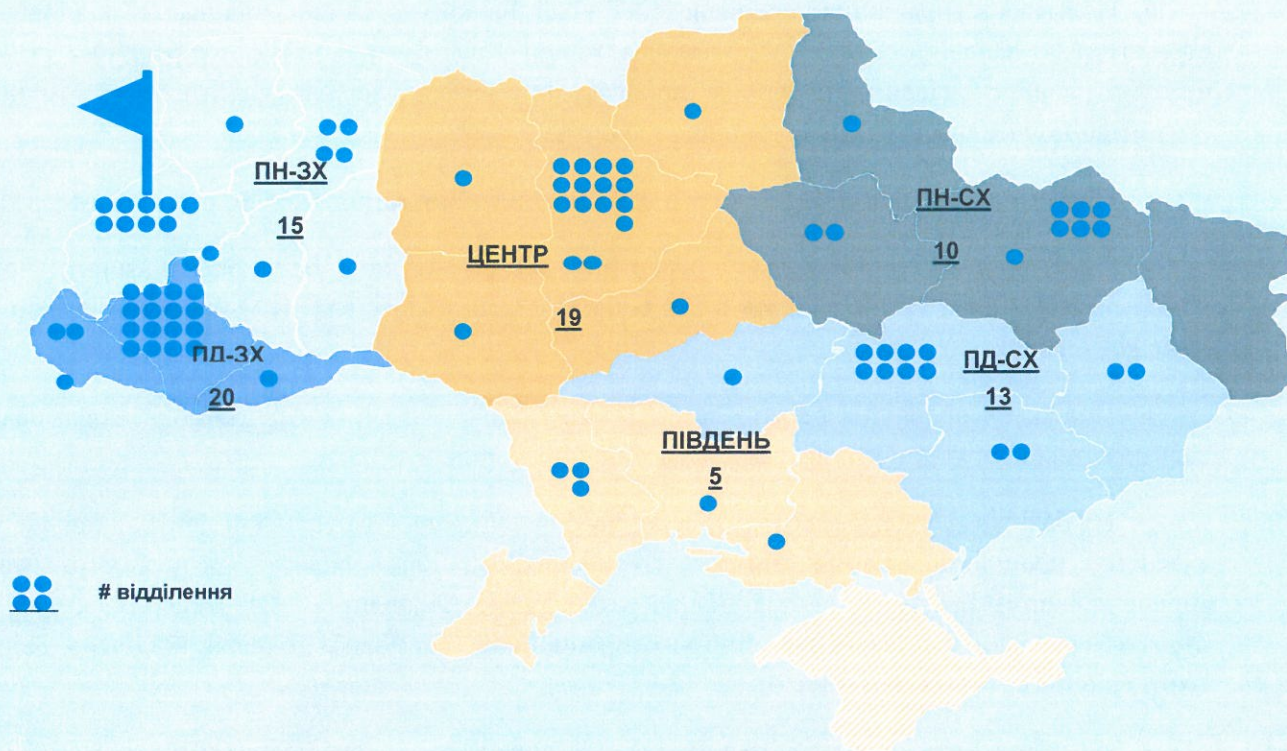 ПН-ЗХ
15
ЦЕНТР
19
ПН-СХ
10
ПД-ЗХ
20
ПД-СХ
13
ПІВДЕНЬ
5
# відділення